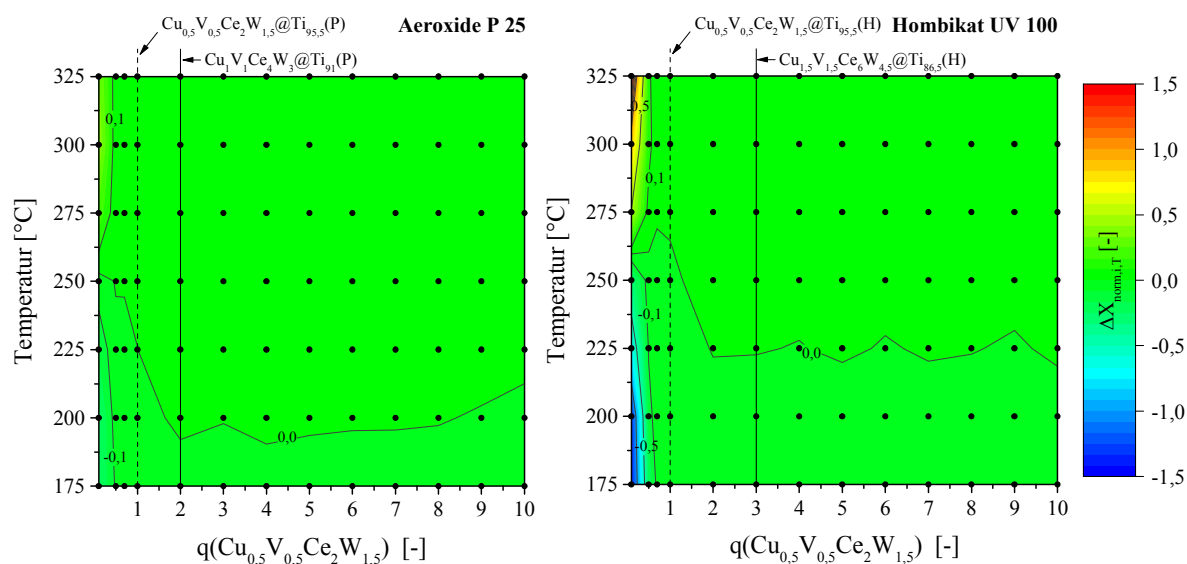 Cu0,5V0,5Ce2W1,5@Ti95,5(P) Aeroxide P 25
Cu1V1Ce4W3@Ti91(P)
325
300
275
250
225
200
175
Temperatur [°C]
0,1
-0,1
0,0
1 2 3 4 5 6 7 8 9 10
q(Cu0,5V0,5Ce2W1,5) [-]
Cu0,5V0,5Ce2W1,5@Ti95,5(H) Hombikat UV 100
Cu1,5V1,5Ce6W4,5@Ti86,5(H)
325
300
275
250
225
200
175
Temperatur [°C]
0,5
0,1
-0,1
0,0
-0,5
1 2 3 4 5 6 7 8 9 10
q(Cu0,5V0,5Ce2W1,5) [-]
1,5
1,0
0,5
0,0
-0,5
-1,0
-1,5
ΔXnorm,i,T [-]